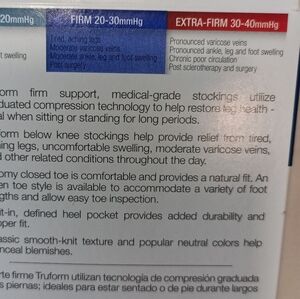 20mmHg FIRM 20-30mmHg EXTRA-FIRM 30-40mmHg
Tired, aching legs Pronounced varicose veins
Moderate varicose veins Pronounced ankle, leg and foot swelling
swelling Moderate ankle, leg and foot swelling Chronic poor circulation
Post surgery Post sclerotherapy and surgery
form firm support, medical-grade stockings utilize
duated compression technology to help restore leg health -
al when sitting or standing for long periods.
form below knee stockings help provide relief from tired,
ing legs, uncomfortable swelling, moderate varicose veins,
d other related conditions throughout the day.
omy closed toe is comfortable and provides a natural fit. An
en toe style is available to accommodate a variety of foot
gths and allow easy toe inspection.
lt-in, defined heel pocket provides added durability and
per fit.
assic smooth-knit texture and popular neutral colors help
nceal blemishes.
rte firme Truform utilizan tecnología de compresión graduada
s piernas; ideales para estar sentado o de pie durante largos